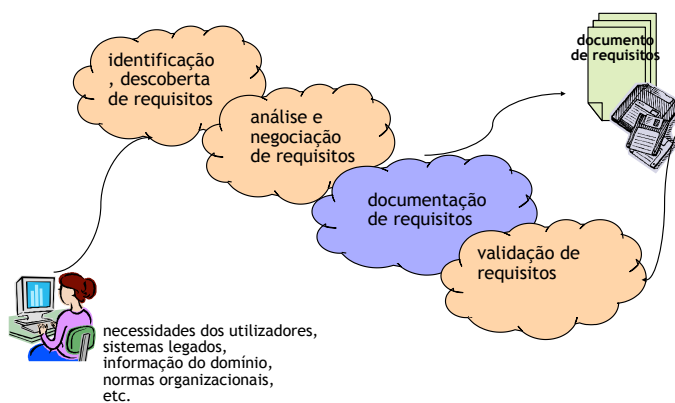 identificação
, descoberta
de requisitos
análise e
negociação
de requisitos
documentação
de requisitos
validação de
requisitos
documento
de requisitos
necessidades dos utilizadores,
sistemas legados,
informação do domínio,
normas organizacionais,
etc.